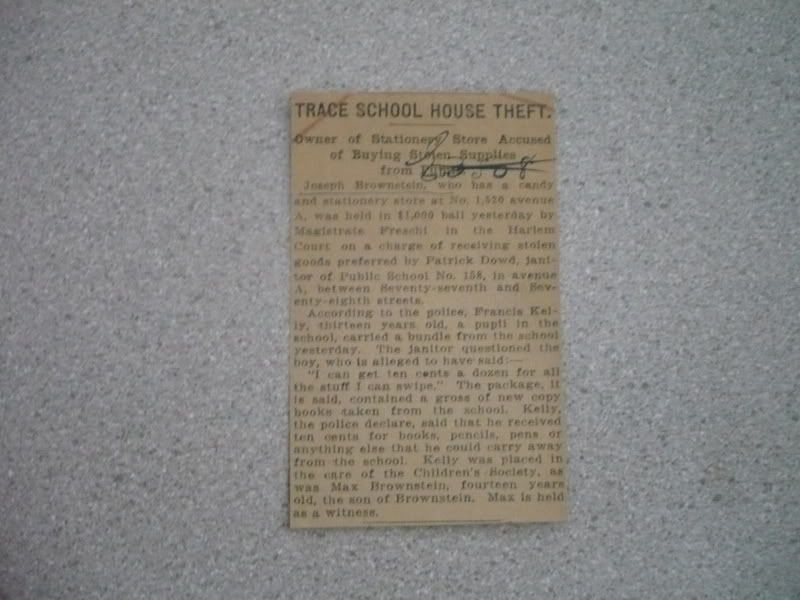 TRACE SCHOOL HOUSE THEFT.
Owner of Stationery Store Accused
of Buying Stolen Supplies
from
Joseph Brownstein, who has a candy
and stationery store at No. 1,520 avenue
A, was held in $1,000 bail yesterday by
Magistrate Freschi in the Harlem
Court on a charge of receiving stolen
goods preferred by Patrick Dowd, jani-
tor of Public School No. 158, in avenue
A, between Seventy-seventh and Sev-
enty-eighth streets.
According to the police, Francis Kel-
ly, thirteen years old, a pupil in the
school, carried a bundle from the school
yesterday. The janitor questioned the
boy, who is alleged to have said:—
"I can get ten cents a dozen for all
the stuff I can swipe." The package, it
is said, contained a gross of new copy
books taken from the school. Kelly,
the police declare, said that he received
ten cents for books, pencils, pens or
anything else that he could carry away
from the school. Kelly was placed in
the care of the Children's Society, as
was Max Brownstein, fourteen years
old, the son of Brownstein. Max is held
as a witness.